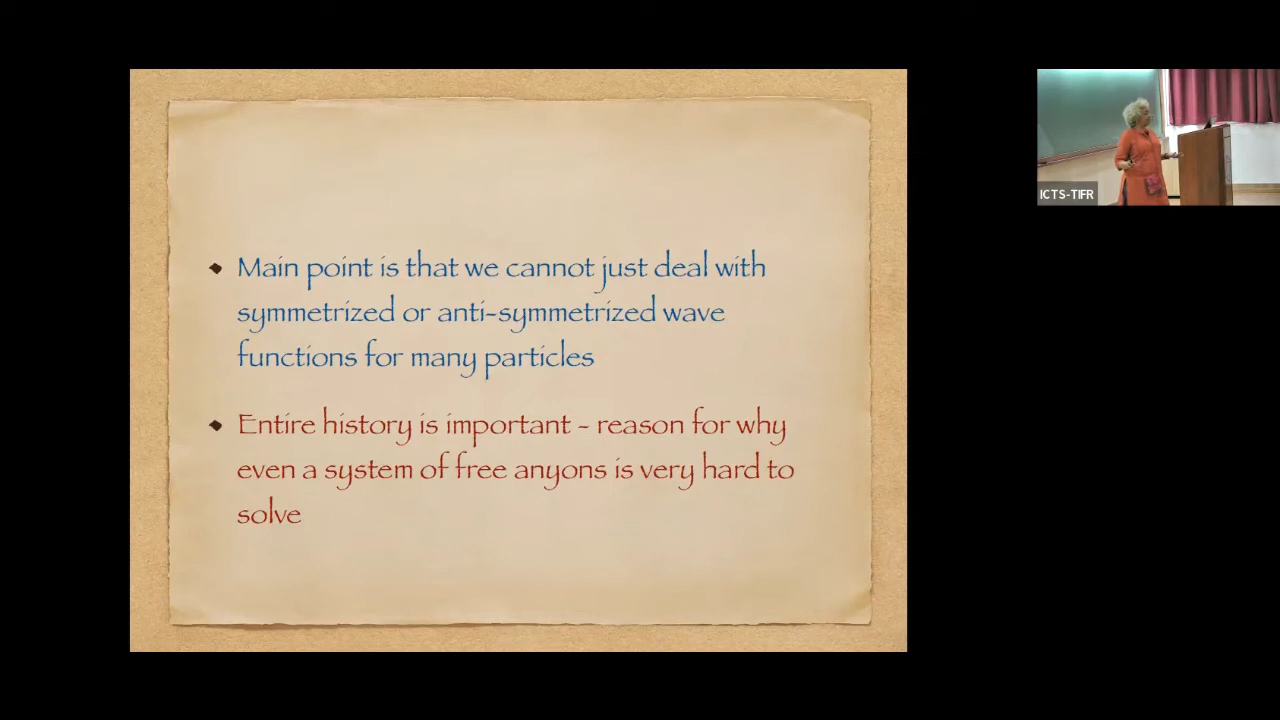 Main point is that we cannot just deal with
symmetrized or anti-symmetrized wave
functions for many particles
Entire history is important - reason for why
even a system of free anyons is very hard to
solve
ICTS-TIFR